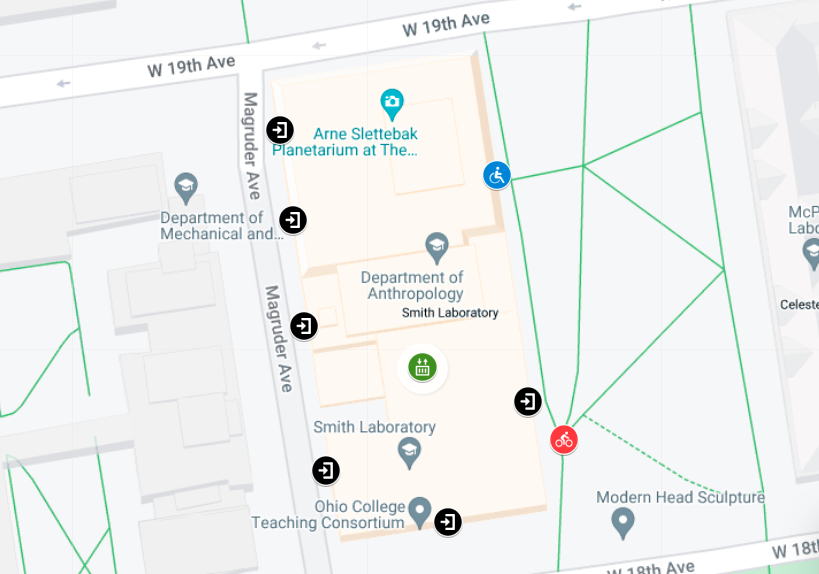 W 19th Ave
W 19th Ave
Magruder Ave
Arne Slettebak
Planetarium at The...
Department of
Mechanical and...
McP
Labo
Department of
Anthropology
Celeste
Smith Laboratory
Magruder Ave
Smith Laboratory
Ohio College
Teaching Consortium
Modern Head Sculpture
W 18th
W 18th Ave